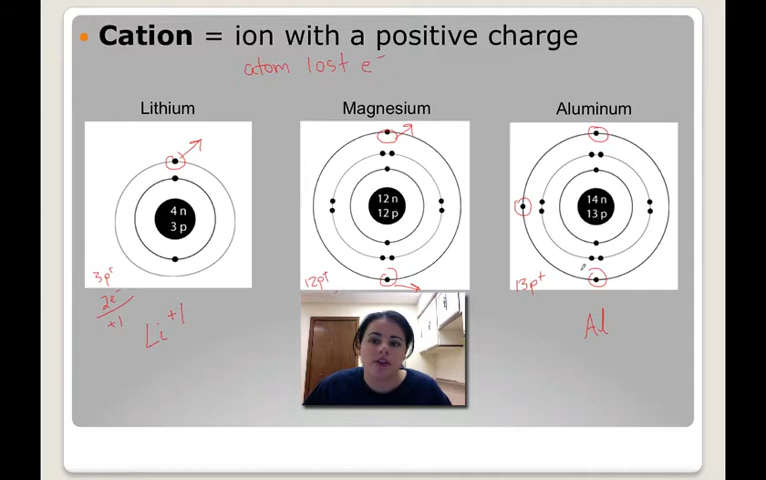 Cation = ion with a positive charge
atom lost e⁻
Lithium
Magnesium
Aluminum
4 n
3 p
12 n
12 p
14 n
13 p
3p⁺
2e⁻
+1
Li⁺¹
12p⁺
13p⁺
Al